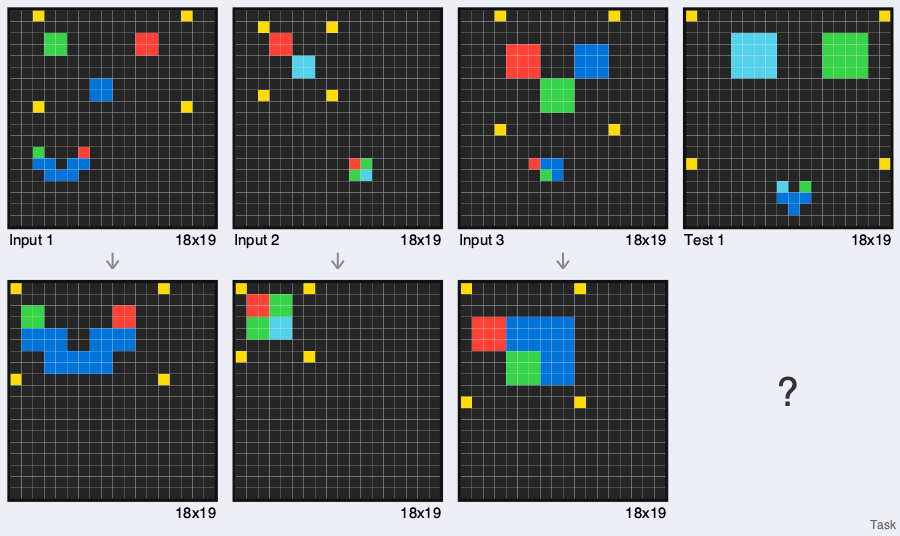 Input 1 18x19
Input 2 18x19
Input 3 18x19
Test 1 18x19
?
18x19
18x19
18x19
Task